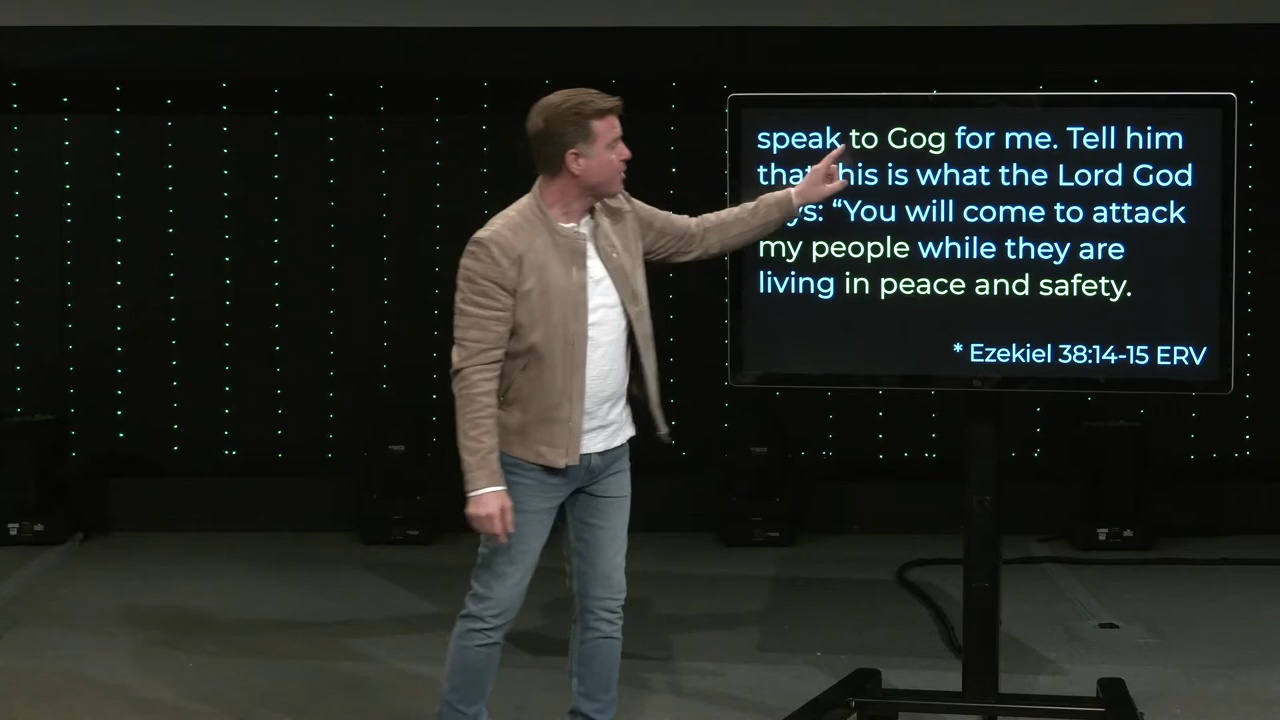 speak to Gog for me. Tell him
this is what the Lord God
“You will come to attack
my people while they are
living in peace and safety.
* Ezekiel 38:14-15 ERV